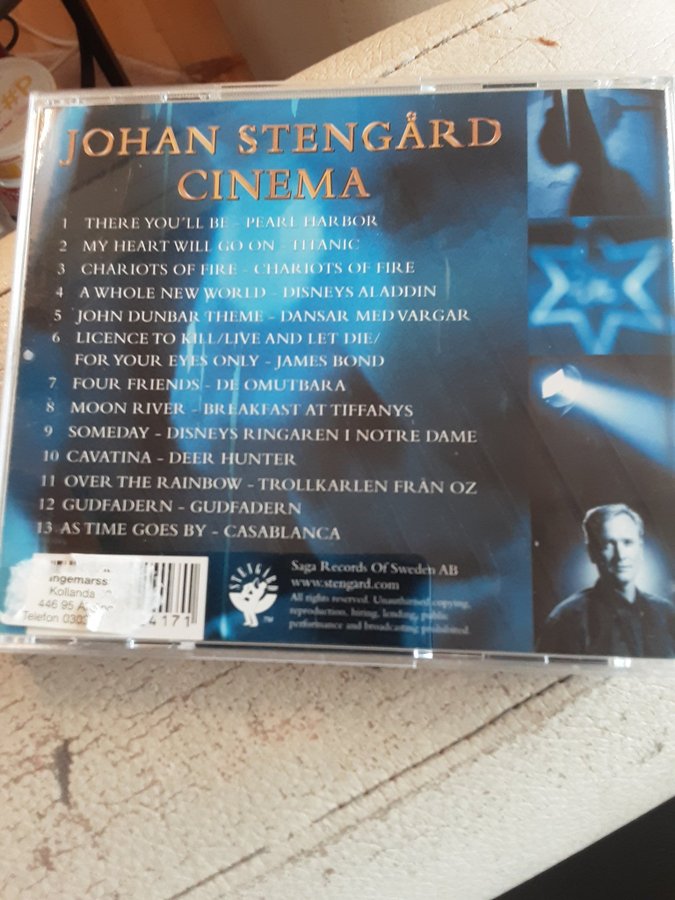 JOHAN STENGÅRD
CINEMA
1 THERE YOU'LL BE - PEARL HARBOR
2 MY HEART WILL GO ON - TITANIC
3 CHARIOTS OF FIRE - CHARIOTS OF FIRE
4 A WHOLE NEW WORLD - DISNEYS ALADDIN
5 JOHN DUNBAR THEME - DANSAR MED VARGAR
6 LICENCE TO KILL/LIVE AND LET DIE/
FOR YOUR EYES ONLY - JAMES BOND
7 FOUR FRIENDS - DE OMUTBARA
8 MOON RIVER - BREAKFAST AT TIFFANYS
9 SOMEDAY - DISNEYS RINGAREN I NOTRE DAME
10 CAVATINA - DEER HUNTER
11 OVER THE RAINBOW - TROLLKARLEN FRÅN OZ
12 GUDFADERN - GUDFADERN
13 AS TIME GOES BY - CASABLANCA
Kollanda
446 95
Telefon
4171
STENGÅRD
TM
Saga Records Of Sweden AB
www.stengard.com
All rights reserved. Unauthorised copying,
reproduction, hiring, lending, public
performance and broadcasting prohibited.
#P